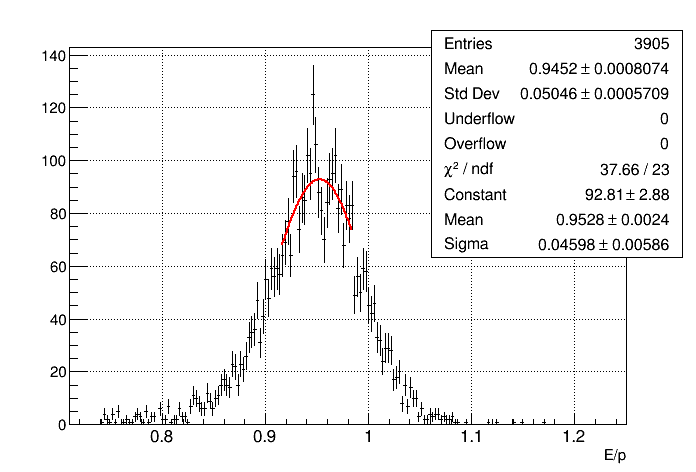 Entries 3905
Mean 0.9452 ± 0.0008074
Std Dev 0.05046 ± 0.0005709
Underflow 0
Overflow 0
χ² / ndf 37.66 / 23
Constant 92.81 ± 2.88
Mean 0.9528 ± 0.0024
Sigma 0.04598 ± 0.00586
140
120
100
80
60
40
20
0
0.8 0.9 1 1.1 1.2
E/p